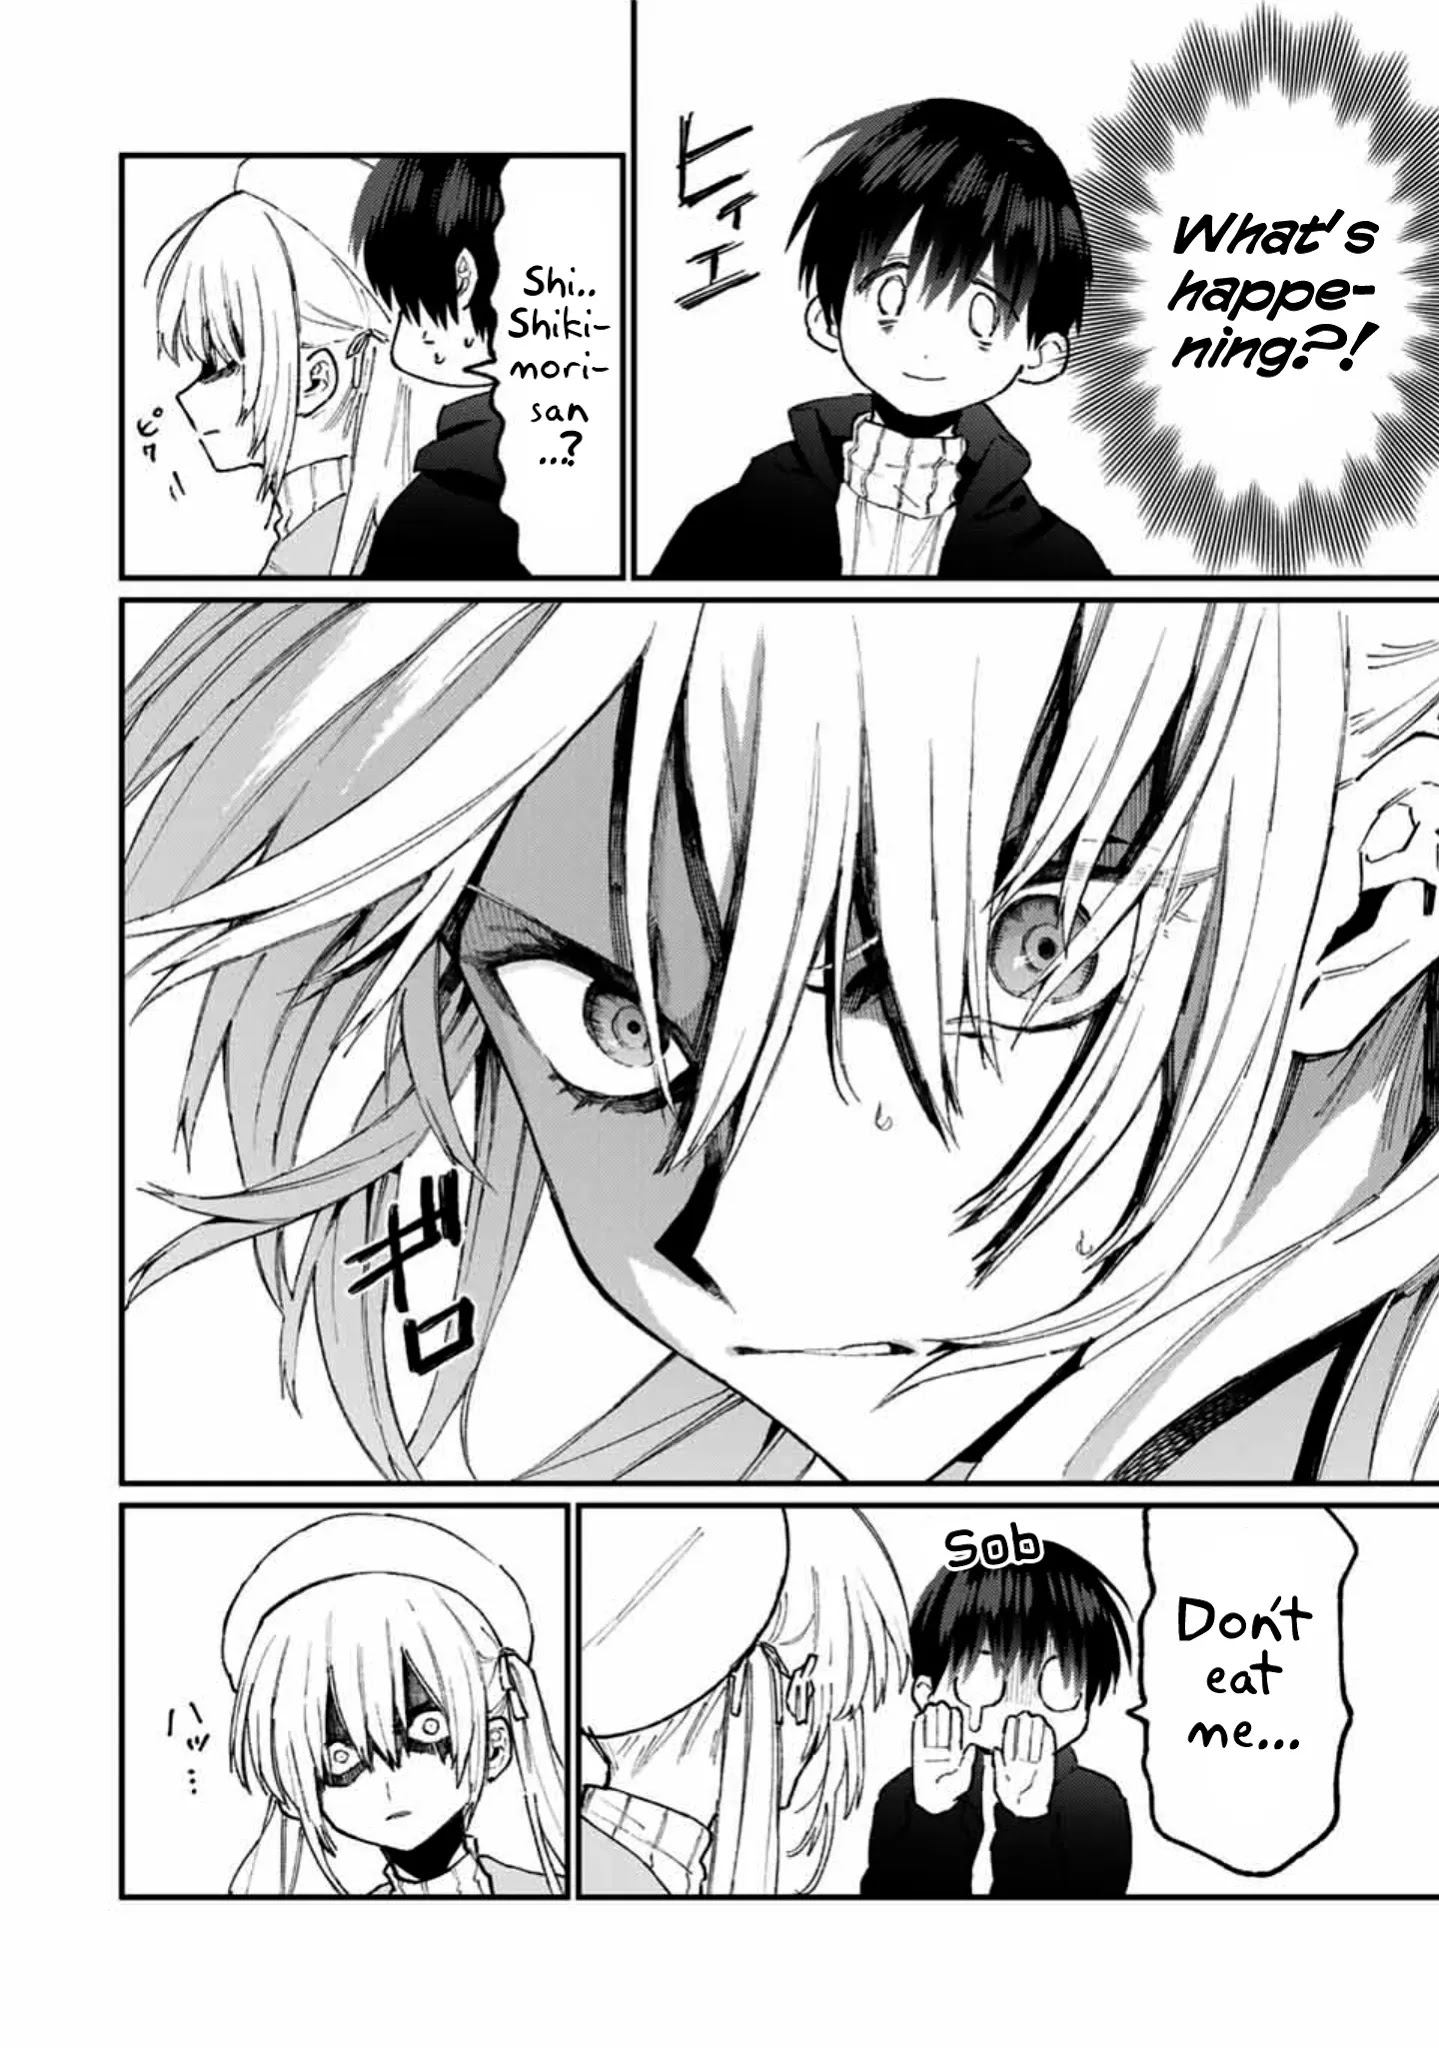 What's
happe-
ning?!
ヒィエ
Shi..
Shiki-
mori-
san
...?
ピク
ギロ
Don't
eat
me...
Sob
ハッ...